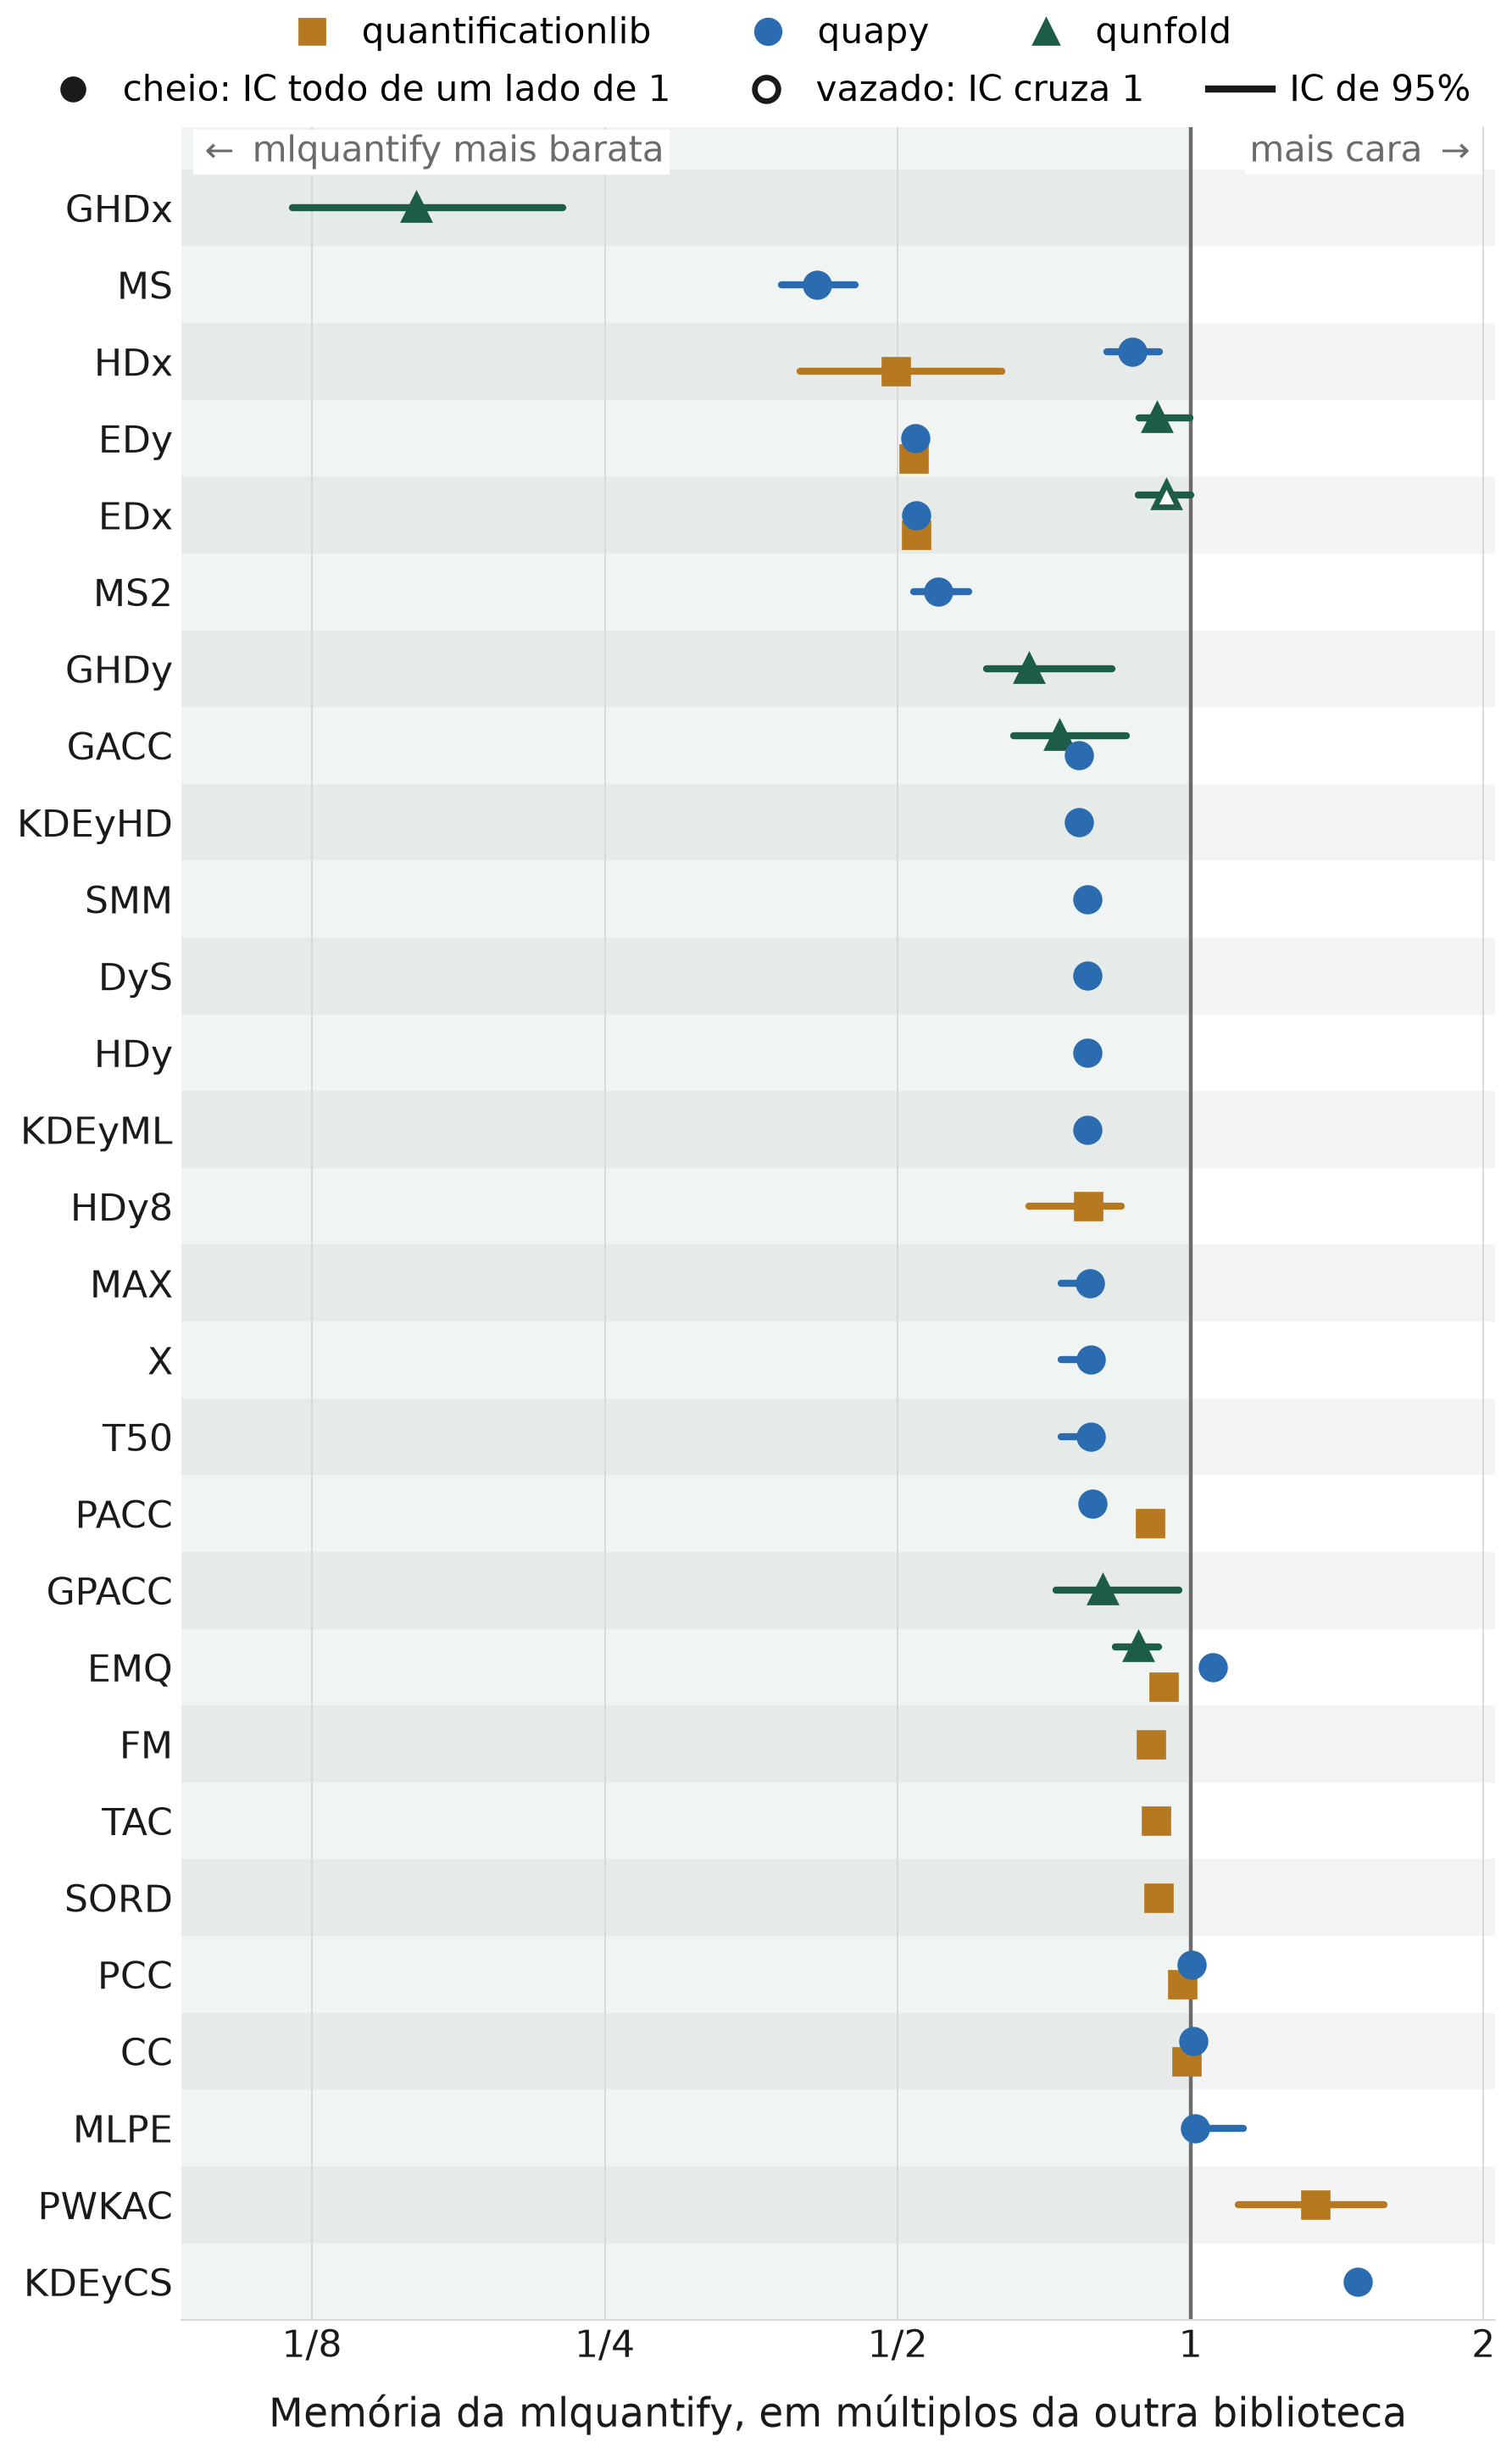 quantificationlib quapy qunfold
cheio: IC todo de um lado de 1 vazado: IC cruza 1 IC de 95%
← mlquantify mais barata mais cara →
GHDx
MS
HDx
EDy
EDx
MS2
GHDy
GACC
KDEyHD
SMM
DyS
HDy
KDEyML
HDy8
MAX
X
T50
PACC
GPACC
EMQ
FM
TAC
SORD
PCC
CC
MLPE
PWKAC
KDEyCS
1/8 1/4 1/2 1 2
Memória da mlquantify, em múltiplos da outra biblioteca